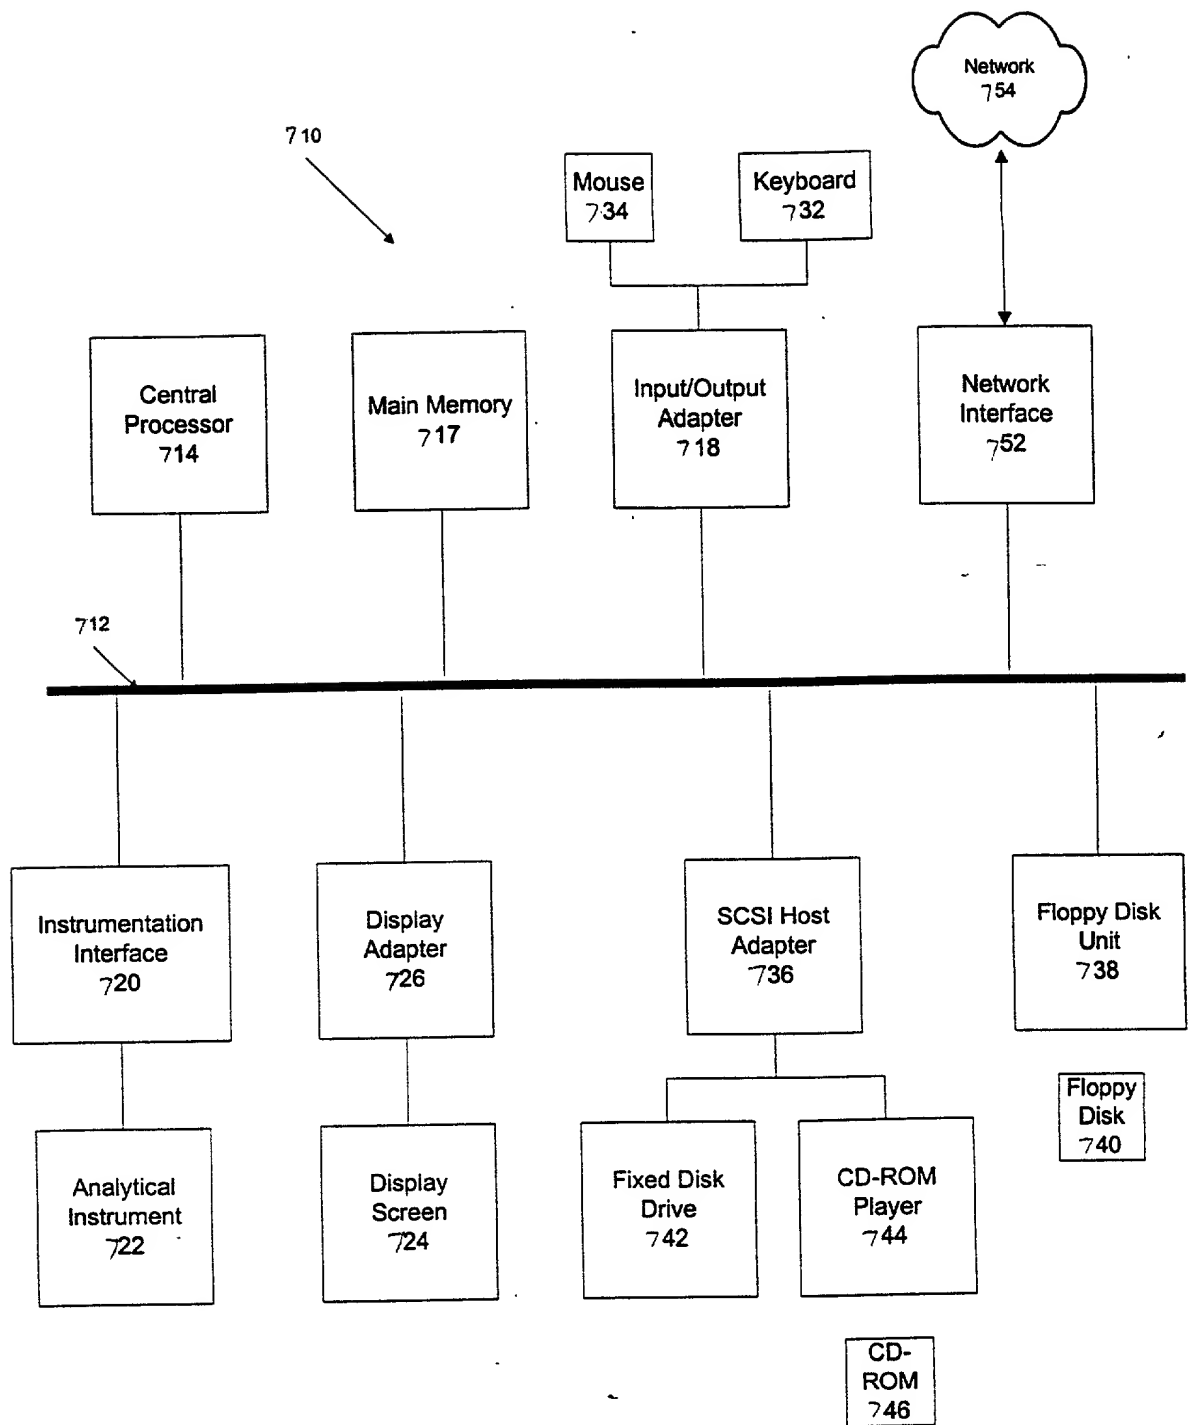 Network
754
710
Mouse
734
Keyboard
732
Central
Processor
714
Main Memory
717
Input/Output
Adapter
718
Network
Interface
752
712
Instrumentation
Interface
720
Display
Adapter
726
SCSI Host
Adapter
736
Floppy Disk
Unit
738
Floppy
Disk
740
Analytical
Instrument
722
Display
Screen
724
Fixed Disk
Drive
742
CD-ROM
Player
744
CD-
ROM
746